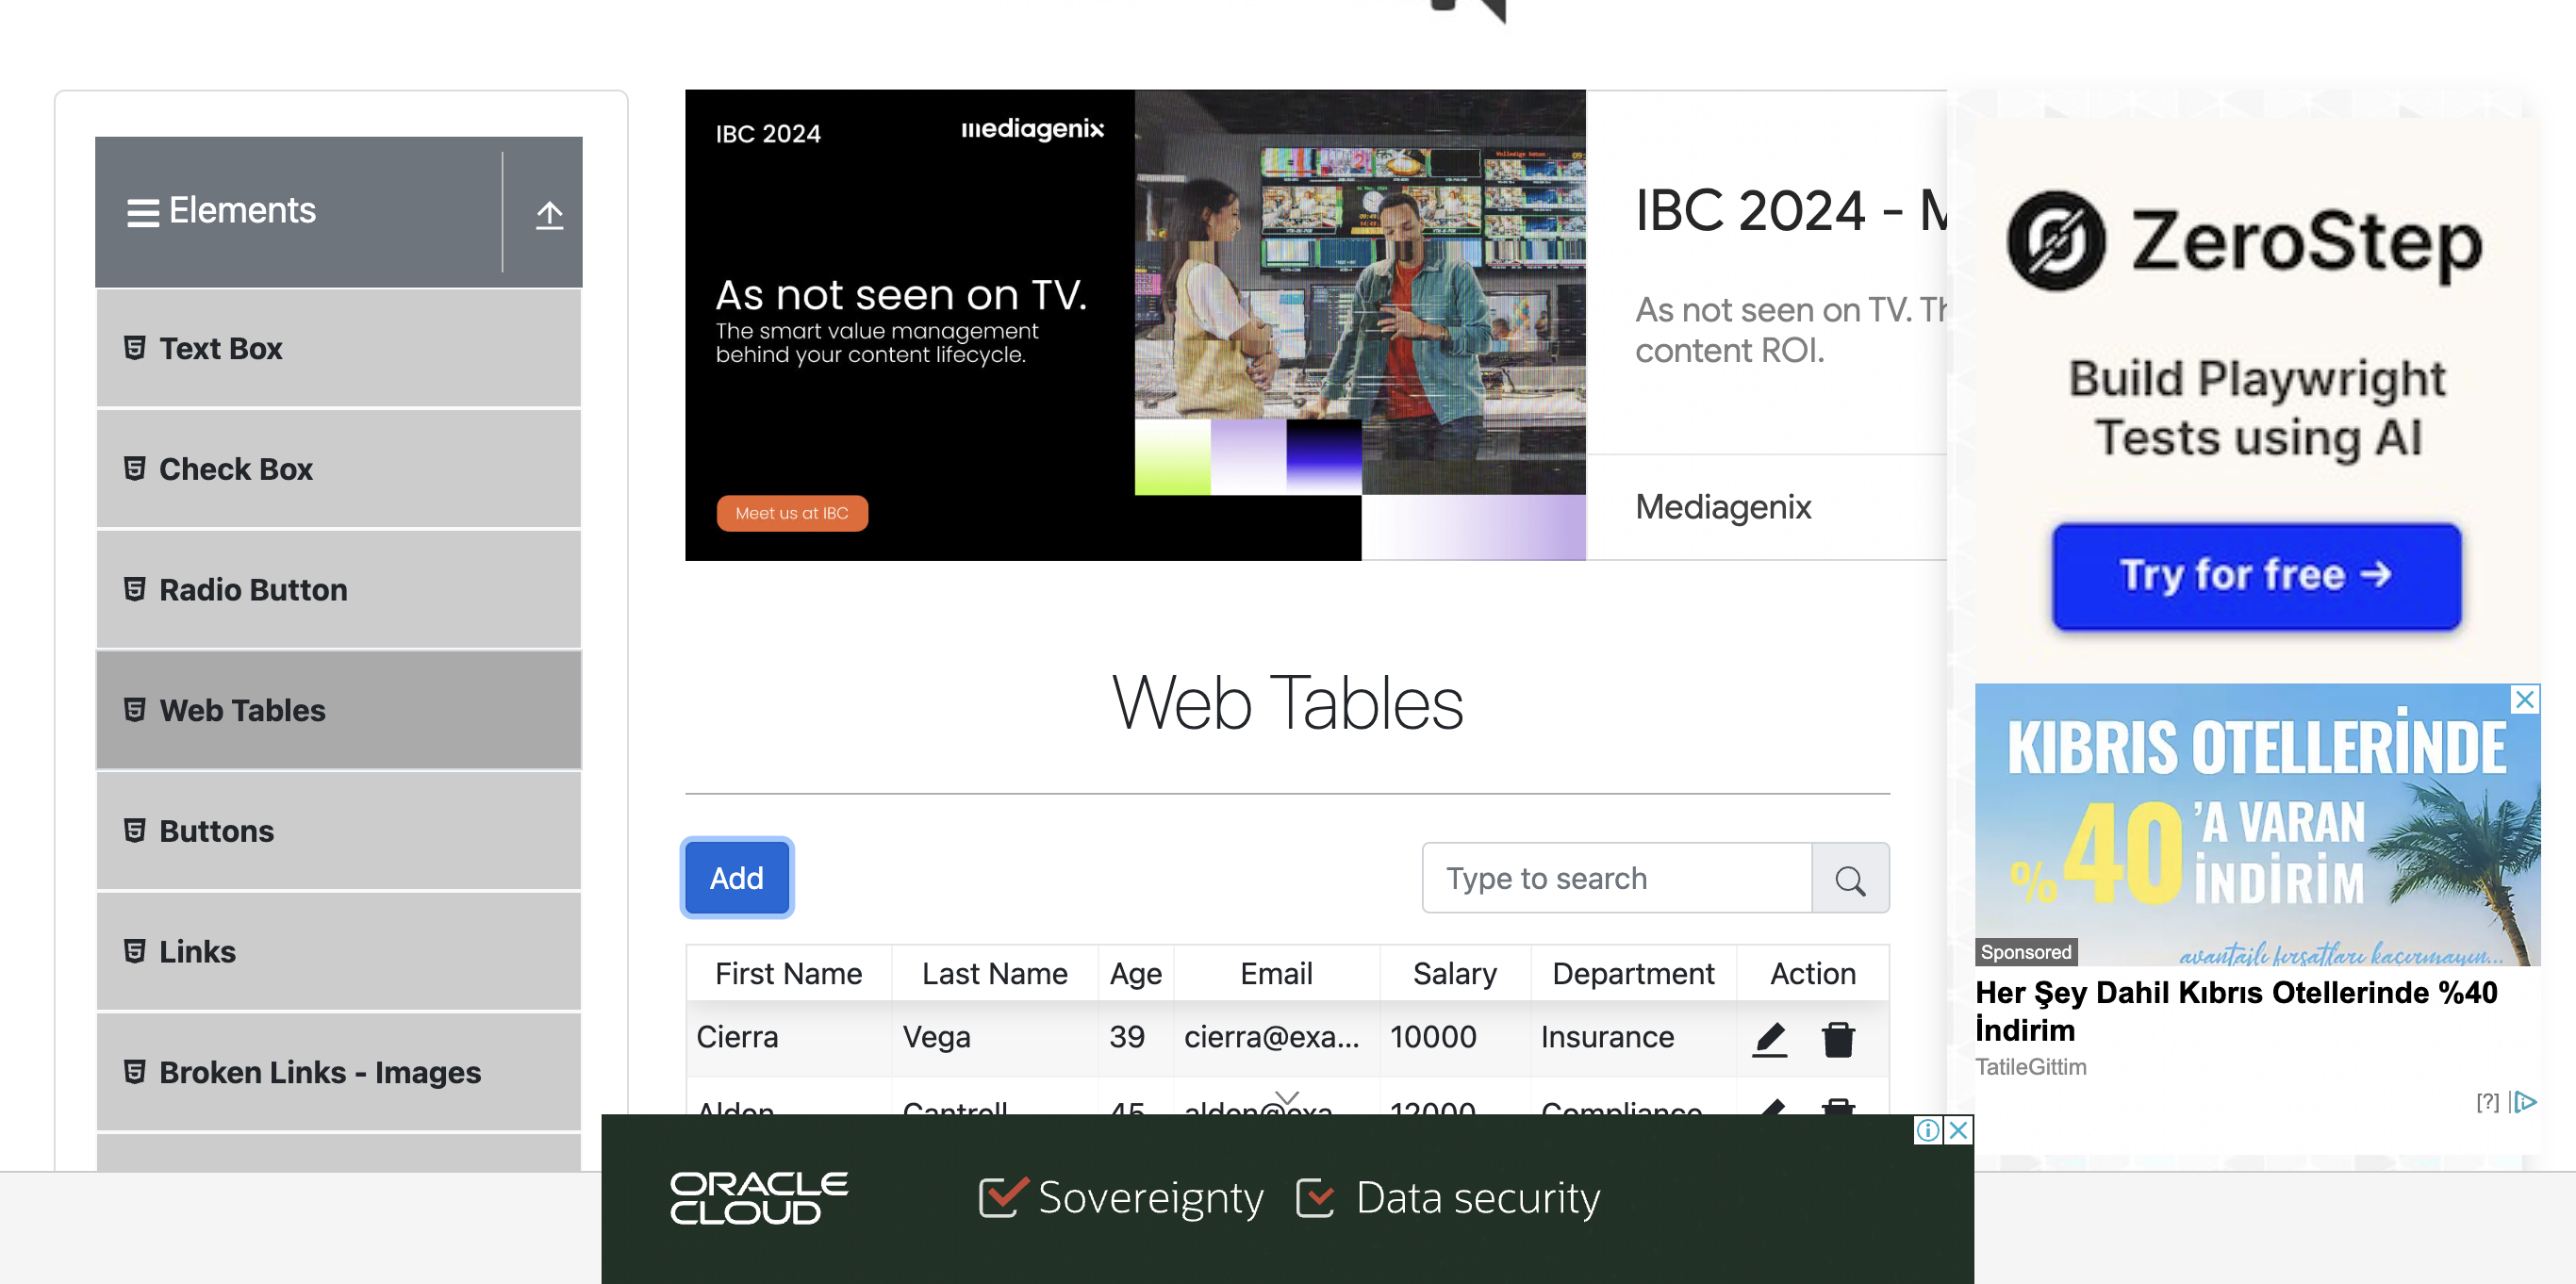 Elements
Text Box
Check Box
Radio Button
Web Tables
Buttons
Links
Broken Links - Images
IBC 2024
mediagenix
As not seen on TV.
The smart value management
behind your content lifecycle.
Meet us at IBC
IBC 2024 - M
As not seen on TV. Th
content ROI.
Mediagenix
Web Tables
Add
Type to search
First Name Last Name Age Email Salary Department Action
Cierra Vega 39 cierra@exa... 10000 Insurance
Alden Cantrell 45 alden@exa... 12000 Compliance
ZeroStep
Build Playwright
Tests using AI
Try for free →
KIBRIS OTELLERİNDE
%40 'A VARAN
İNDİRİM
avantajlı fırsatları kaçırmayın...
Sponsored
Her Şey Dahil Kıbrıs Otellerinde %40
İndirim
TatileGittim
[?]
ORACLE
CLOUD
Sovereignty Data security